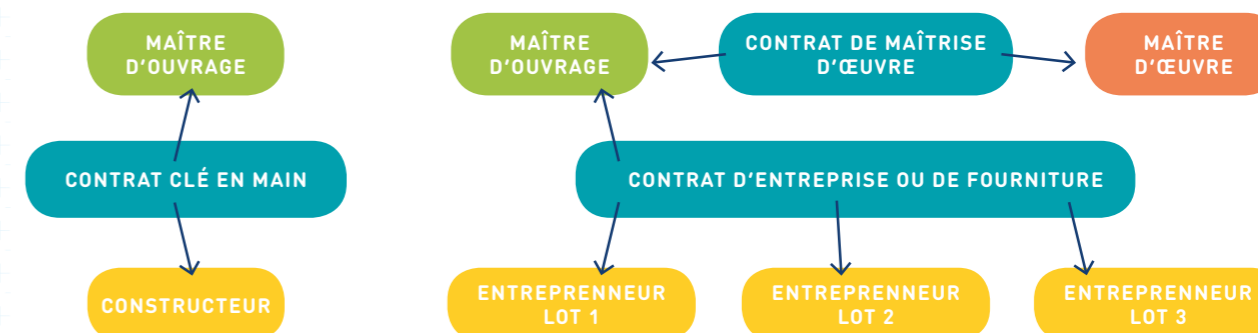 MAÎTRE
D'OUVRAGE
CONTRAT CLÉ EN MAIN
CONSTRUCTEUR
MAÎTRE
D'OUVRAGE
CONTRAT DE MAÎTRISE
D'ŒUVRE
MAÎTRE
D'ŒUVRE
CONTRAT D'ENTREPRISE OU DE FOURNITURE
ENTREPRENNEUR
LOT 1
ENTREPRENNEUR
LOT 2
ENTREPRENNEUR
LOT 3